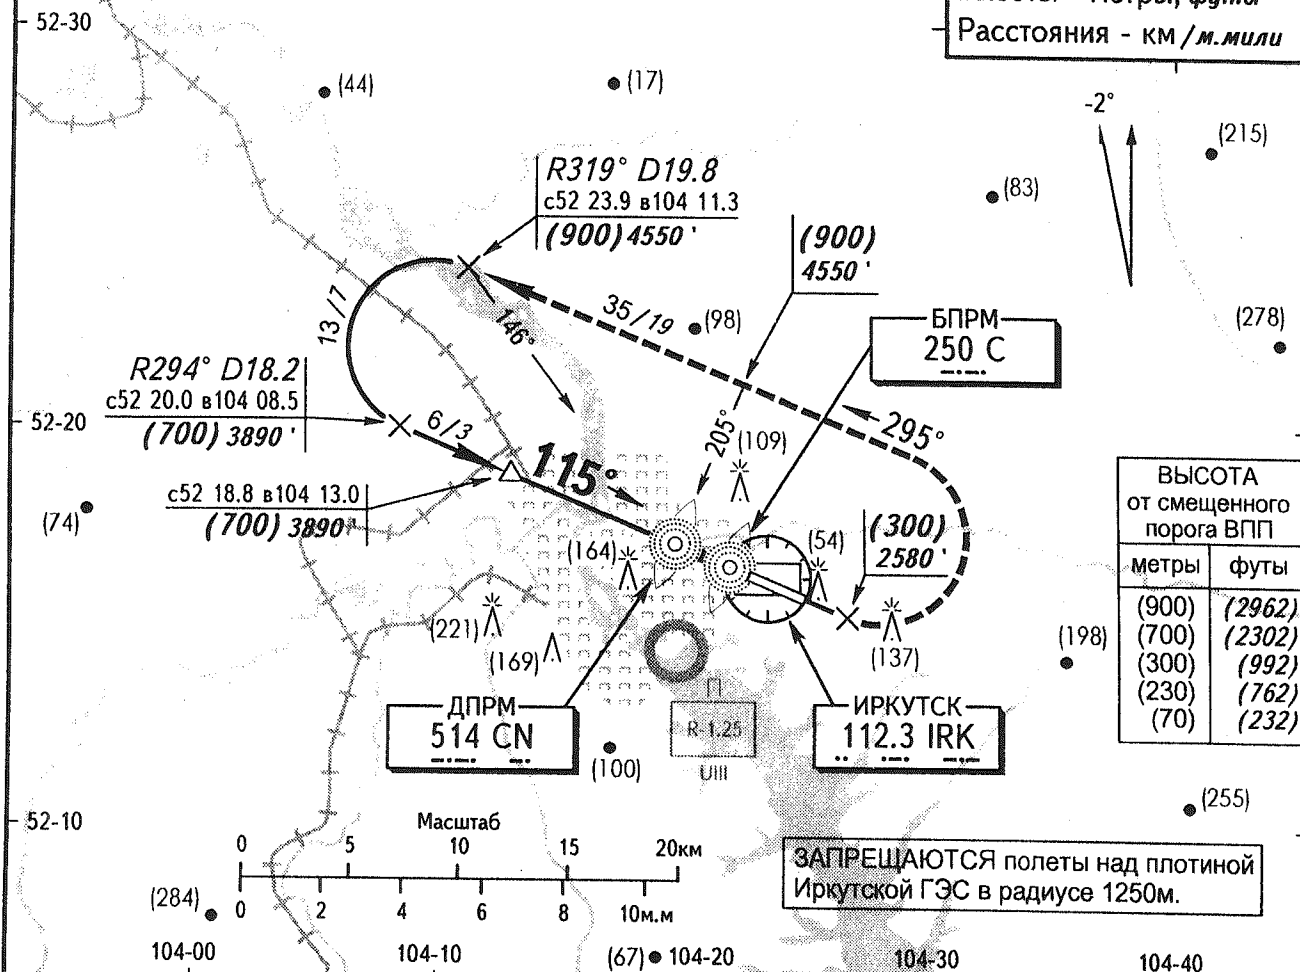 52-30
Расстояния - км / м.мили
(44)
(17)
-2°
(215)
(83)
R319° D19.8
с52 23.9 в104 11.3
(900) 4550 '
(900)
4550 '
13/7
146°
35/19
(98)
(278)
БПРМ
250 С
R294° D18.2
с52 20.0 в104 08.5
52-20
(700) 3890 '
6/3
115°
205°
(109)
295°
с52 18.8 в104 13.0
(700) 3890 '
(74)
ВЫСОТА
от смещенного
порога ВПП
метры футы
(900) (2962)
(700) (2302)
(300) (992)
(230) (762)
(70) (232)
(164)
(54)
(300)
2580 '
(221)
(169)
(137)
(198)
П
R-1.25
UIII
ДПРМ
514 CN
ИРКУТСК
112.3 IRK
(100)
(255)
52-10
Масштаб
0 5 10 15 20км
0 2 4 6 8 10м.м
ЗАПРЕЩАЮТСЯ полеты над плотиной
Иркутской ГЭС в радиусе 1250м.
(284)
(67)
104-00 104-10 104-20 104-30 104-40